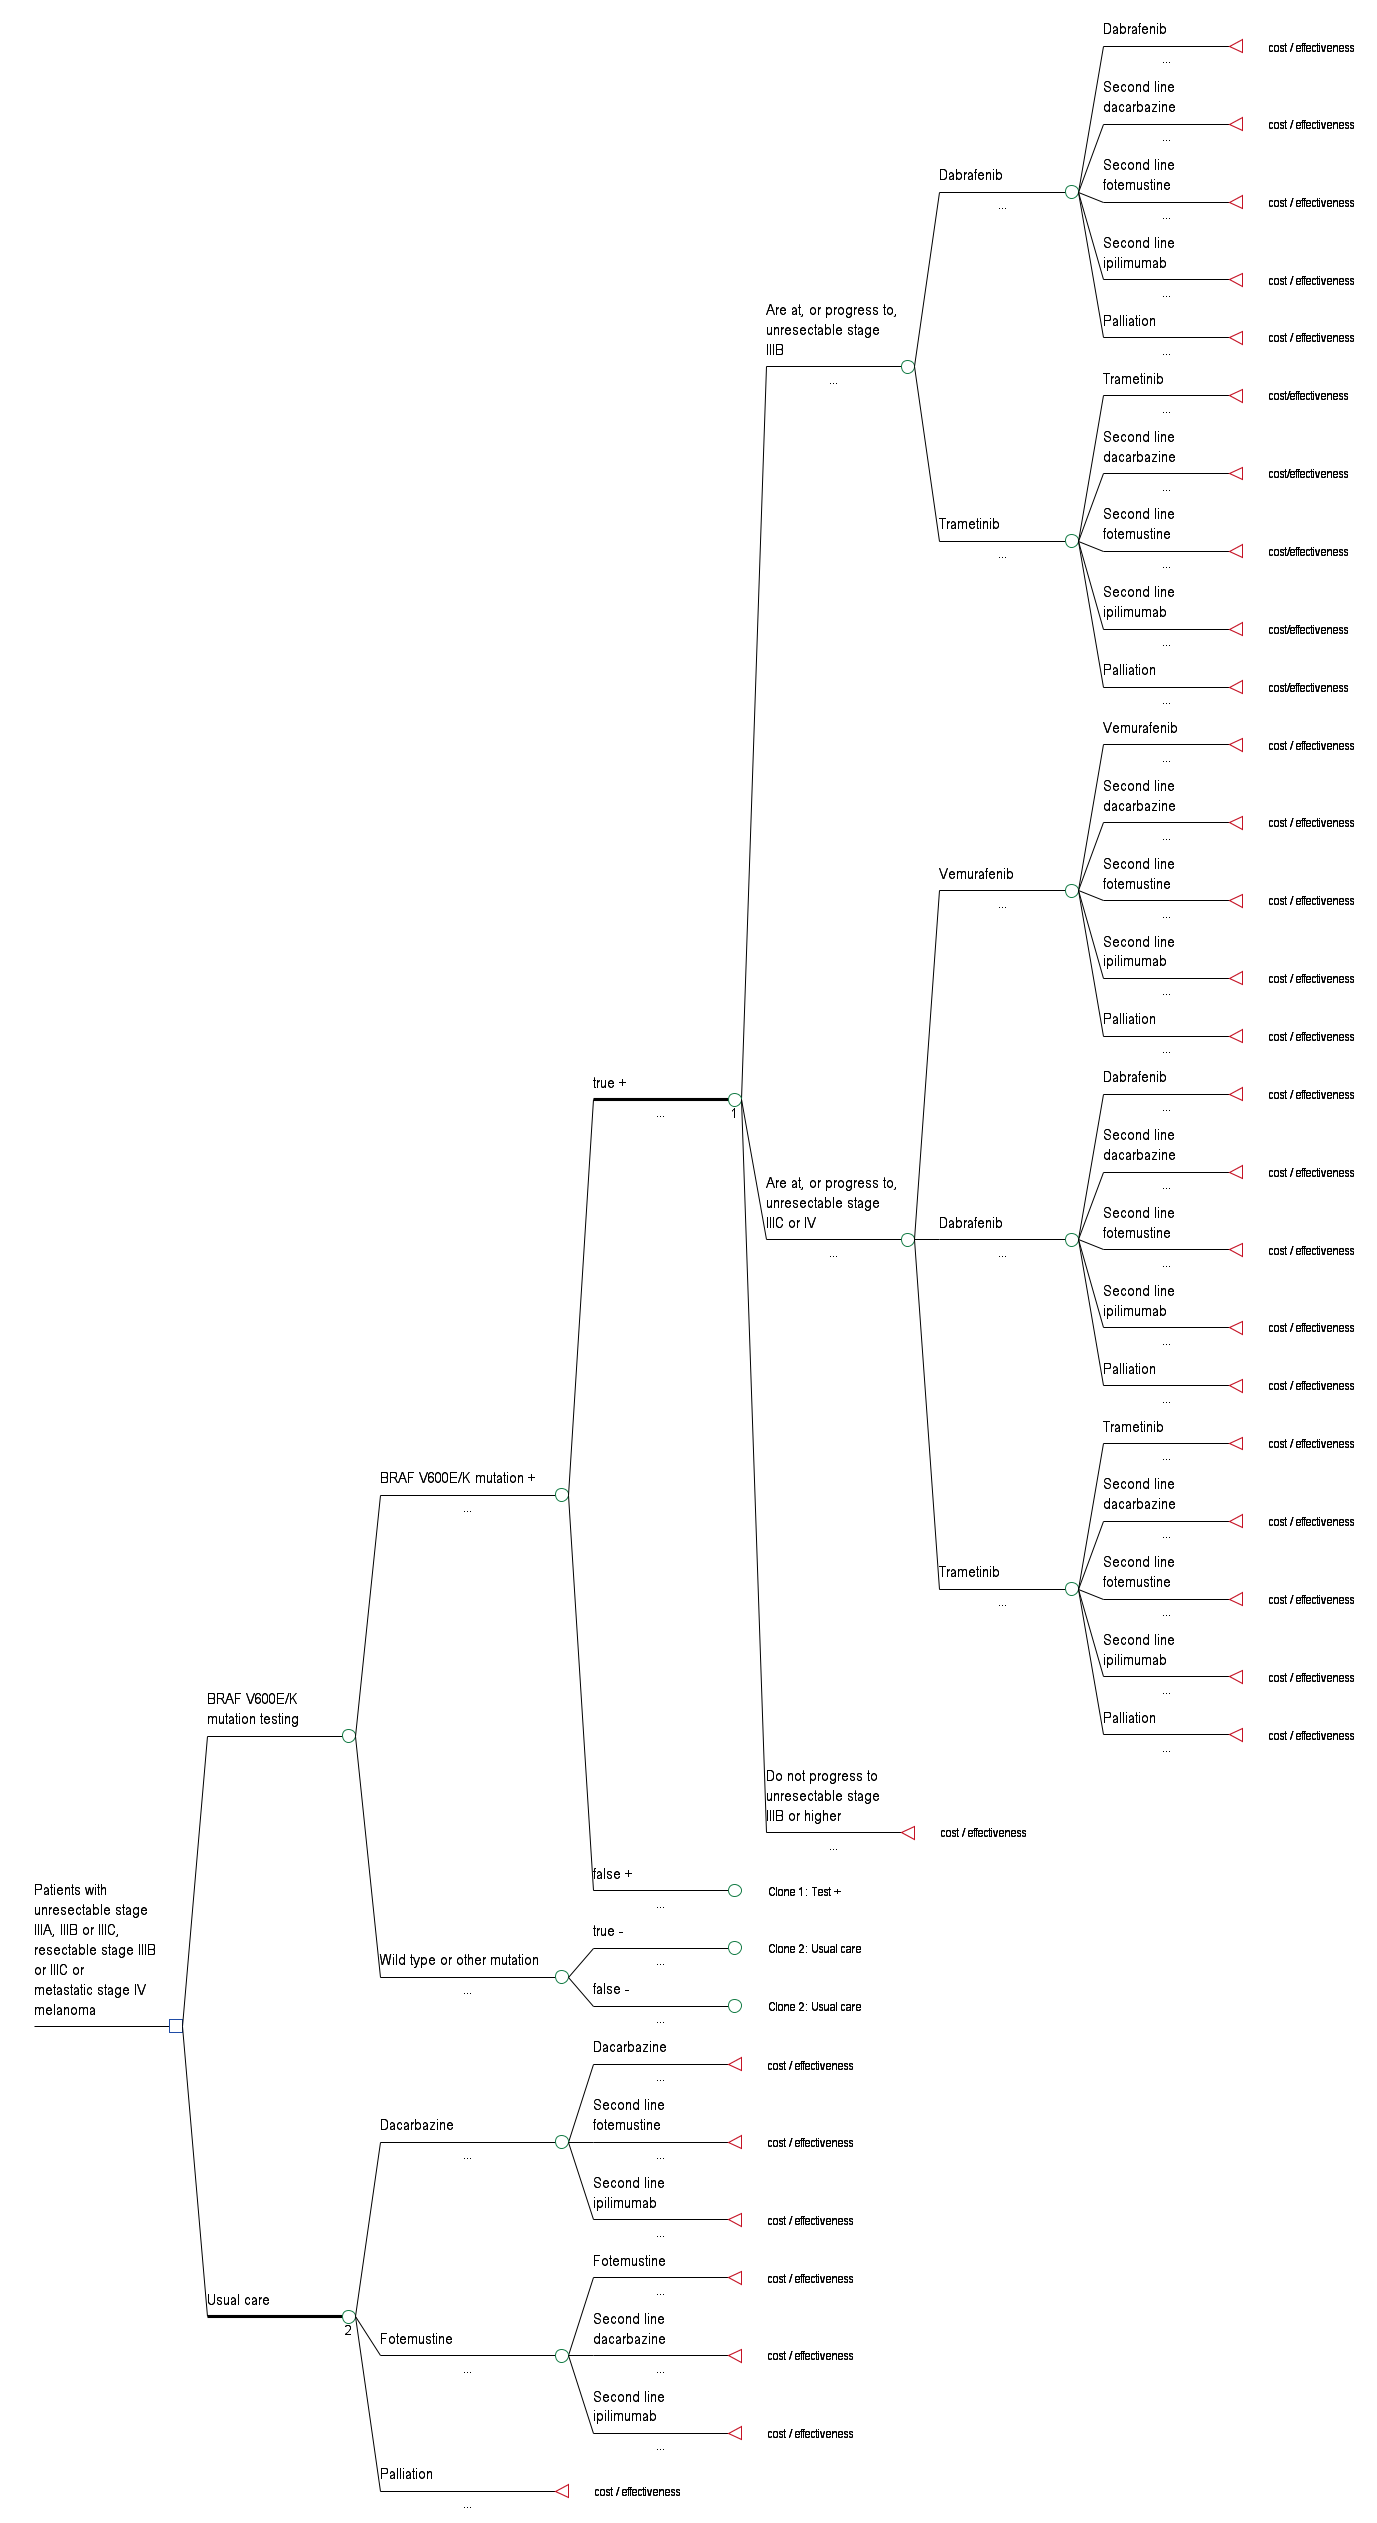 Dabrafenib
cost / effectiveness
...
Second line
dacarbazine
cost / effectiveness
...
Second line
fotemustine
cost / effectiveness
...
Second line
ipilimumab
cost / effectiveness
...
Palliation
cost / effectiveness
...
Dabrafenib
...
Trametinib
cost/effectiveness
...
Second line
dacarbazine
cost/effectiveness
...
Second line
fotemustine
cost/effectiveness
...
Second line
ipilimumab
cost/effectiveness
...
Palliation
cost/effectiveness
...
Trametinib
...
Are at, or progress to,
unresectable stage
IIIB
...
Vemurafenib
cost / effectiveness
...
Second line
dacarbazine
cost / effectiveness
...
Second line
fotemustine
cost / effectiveness
...
Second line
ipilimumab
cost / effectiveness
...
Palliation
cost / effectiveness
...
Vemurafenib
...
Dabrafenib
cost / effectiveness
...
Second line
dacarbazine
cost / effectiveness
...
Second line
fotemustine
cost / effectiveness
...
Second line
ipilimumab
cost / effectiveness
...
Palliation
cost / effectiveness
...
Dabrafenib
...
Trametinib
cost / effectiveness
...
Second line
dacarbazine
cost / effectiveness
...
Second line
fotemustine
cost / effectiveness
...
Second line
ipilimumab
cost / effectiveness
...
Palliation
cost / effectiveness
...
Trametinib
...
Are at, or progress to,
unresectable stage
IIIC or IV
...
Do not progress to
unresectable stage
IIIB or higher
cost / effectiveness
...
true +
...
1
false +
Clone 1: Test +
...
BRAF V600E/K mutation +
...
true -
Clone 2: Usual care
...
false -
Clone 2: Usual care
...
Wild type or other mutation
...
BRAF V600E/K
mutation testing
Patients with
unresectable stage
IIIA, IIIB or IIIC,
resectable stage IIIB
or IIIC or
metastatic stage IV
melanoma
Dacarbazine
cost / effectiveness
...
Second line
fotemustine
cost / effectiveness
...
Second line
ipilimumab
cost / effectiveness
...
Dacarbazine
...
Fotemustine
cost / effectiveness
...
Second line
dacarbazine
cost / effectiveness
...
Second line
ipilimumab
cost / effectiveness
...
Fotemustine
...
Usual care
2
Palliation
cost / effectiveness
...